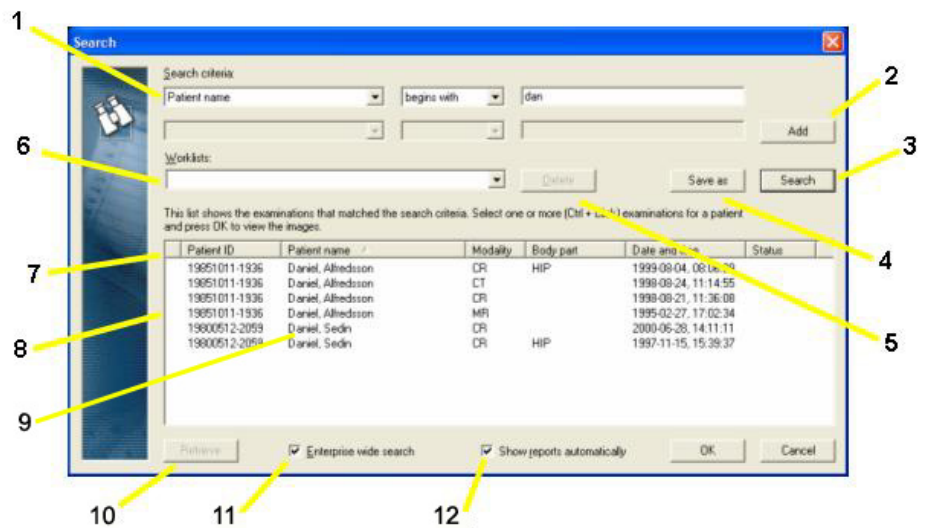 1
Search
Search criteria:
Patient name begins with dan
2
Add
6
Worklists:
Delete Save as Search
3
This list shows the examinations that matched the search criteria. Select one or more (Ctrl + Click) examinations for a patient
and press OK to view the images.
4
7
Patient ID Patient name Modality Body part Date and time Status
19851011-1936 Daniel, Alfredsson CR HIP 1999-08-04,
19851011-1936 Daniel, Alfredsson CT 1998-08-24, 11:14:55
19851011-1936 Daniel, Alfredsson CR 1998-08-21, 11:36:08
19851011-1936 Daniel, Alfredsson MR 1995-02-27, 17:02:34
19800512-2059 Daniel, Sedin CR 2000-06-28, 14:11:11
19800512-2059 Daniel, Sedin CR HIP 1997-11-15, 15:39:37
5
8
9
Retrieve Enterprise wide search Show reports automatically OK Cancel
10 11 12